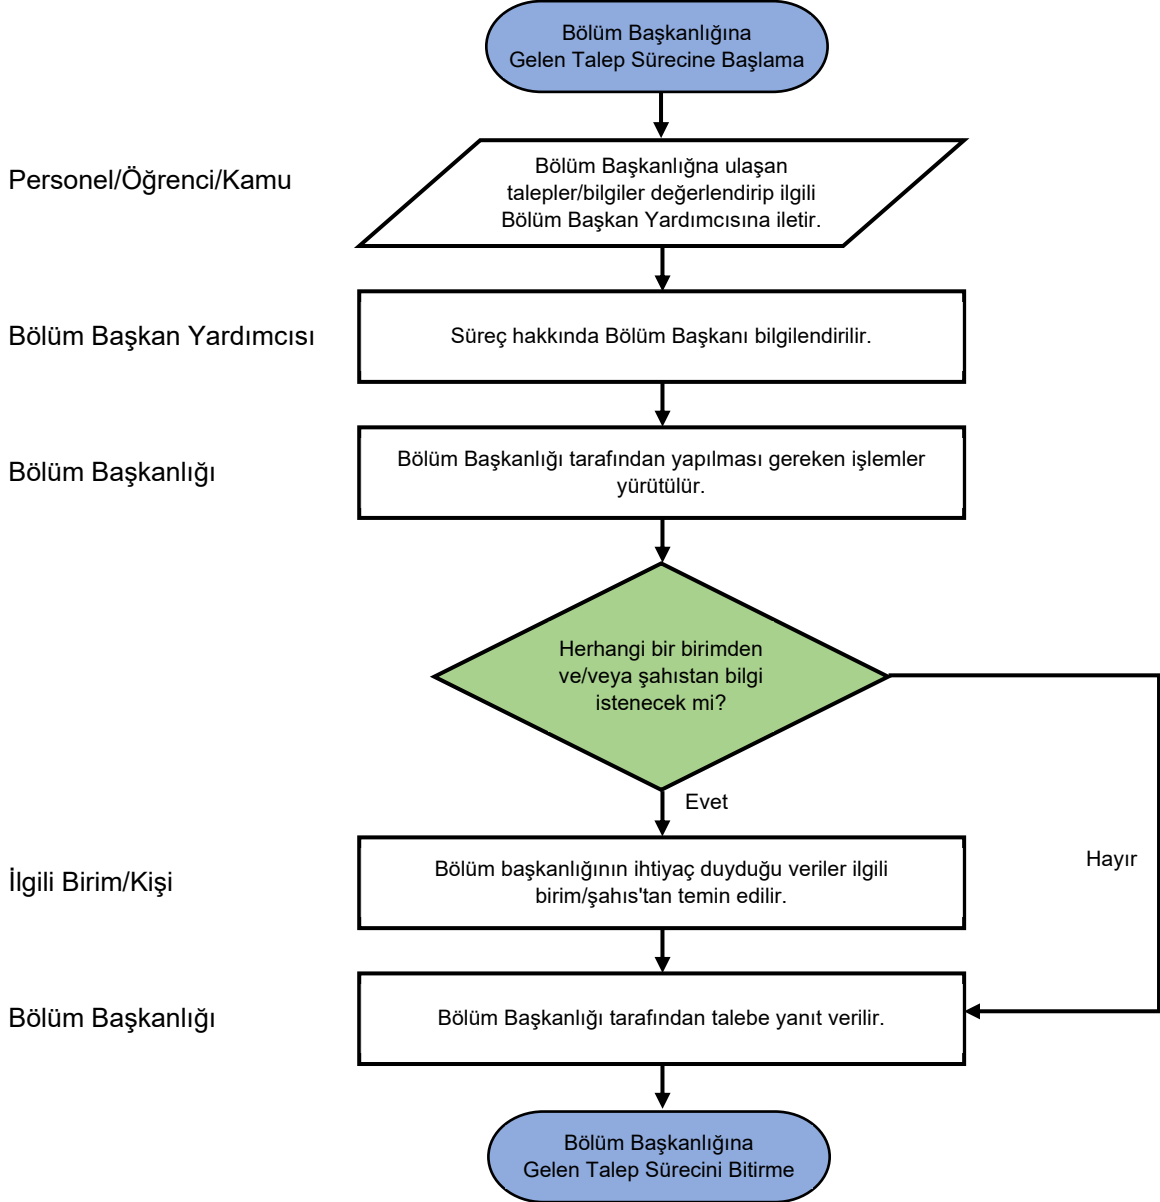 Bölüm Başkanlığına
Gelen Talep Sürecine Başlama
Personel/Öğrenci/Kamu
Bölüm Başkanlığna ulaşan
talepler/bilgiler değerlendirip ilgili
Bölüm Başkan Yardımcısına iletir.
Bölüm Başkan Yardımcısı
Süreç hakkında Bölüm Başkanı bilgilendirilir.
Bölüm Başkanlığı
Bölüm Başkanlığı tarafından yapılması gereken işlemler
yürütülür.
Herhangi bir birimden
ve/veya şahıstan bilgi
istenecek mi?
Evet
Hayır
İlgili Birim/Kişi
Bölüm başkanlığının ihtiyaç duyduğu veriler ilgili
birim/şahıs'tan temin edilir.
Bölüm Başkanlığı
Bölüm Başkanlığı tarafından talebe yanıt verilir.
Bölüm Başkanlığına
Gelen Talep Sürecini Bitirme